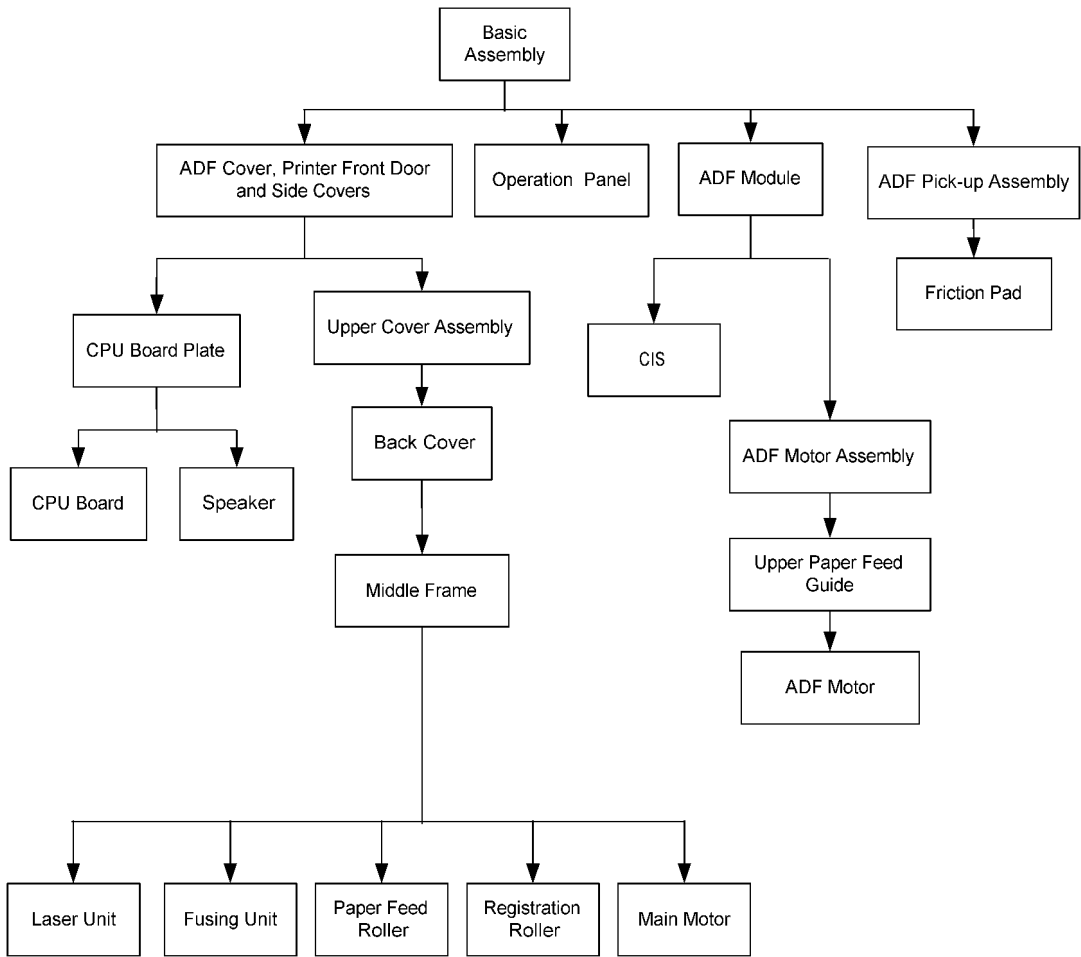 Basic
Assembly
ADF Cover, Printer Front Door
and Side Covers
Operation Panel
ADF Module
ADF Pick-up Assembly
Friction Pad
Upper Cover Assembly
CPU Board Plate
CIS
Back Cover
ADF Motor Assembly
CPU Board
Speaker
Upper Paper Feed
Guide
Middle Frame
ADF Motor
Laser Unit
Fusing Unit
Paper Feed
Roller
Registration
Roller
Main Motor